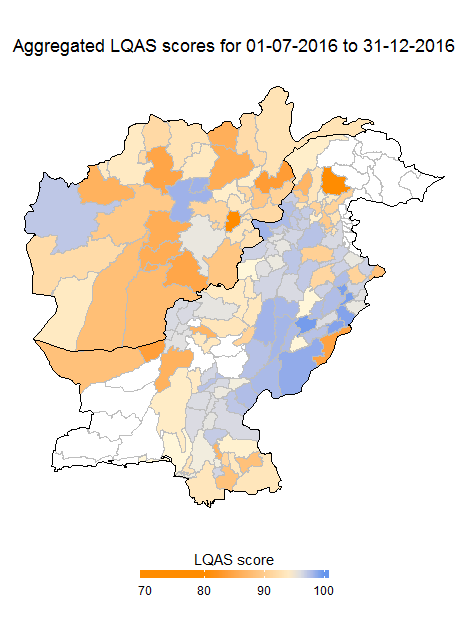 Aggregated LQAS scores for 01-07-2016 to 31-12-2016
LQAS score
70 80 90 100